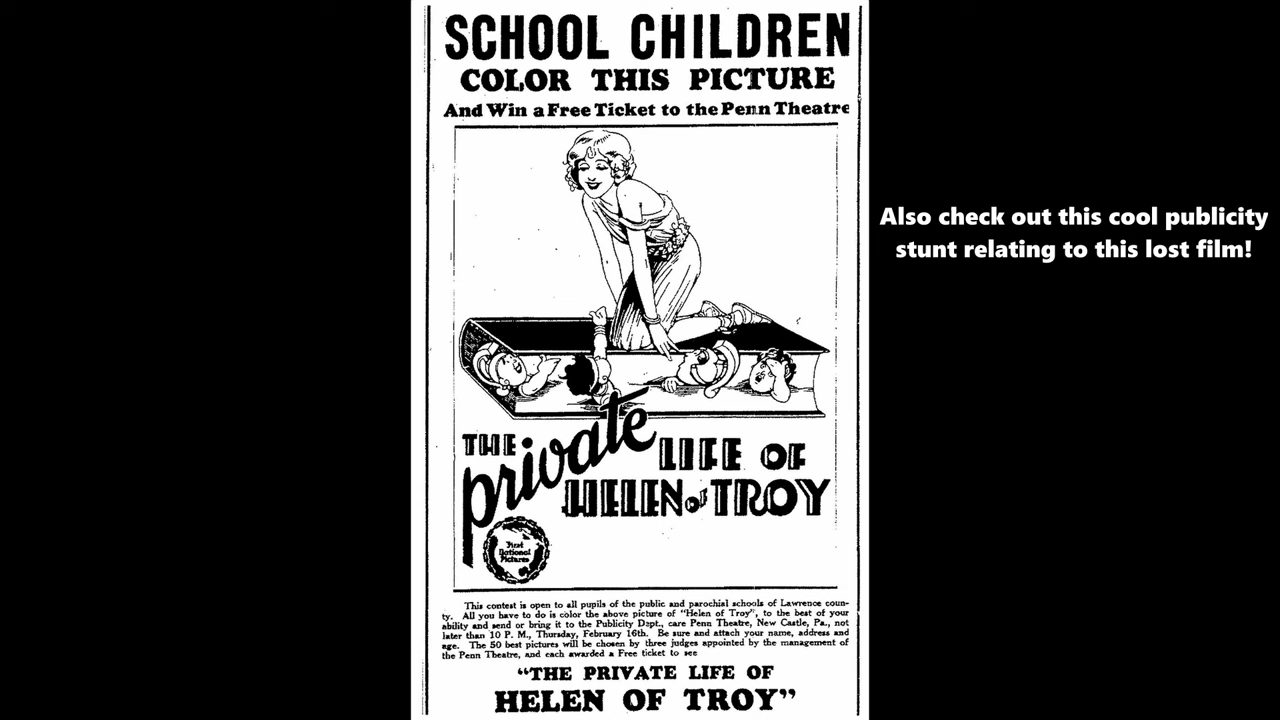 SCHOOL CHILDREN
COLOR THIS PICTURE
And Win a Free Ticket to the Penn Theatre
Also check out this cool publicity
stunt relating to this lost film!
THE private LIFE OF
HELEN of TROY
First
National
Pictures
This contest is open to all pupils of the public and parochial schools of Lawrence coun-
ty. All you have to do is color the above picture of "Helen of Troy", to the best of your
ability and send or bring it to the Publicity Dept., care Penn Theatre, New Castle, Pa., not
later than 10 P. M., Thursday, February 16th. Be sure and attach your name, address and
age. The 50 best pictures will be chosen by three judges appointed by the management of
the Penn Theatre, and each awarded a Free ticket to see
"THE PRIVATE LIFE OF
HELEN OF TROY"